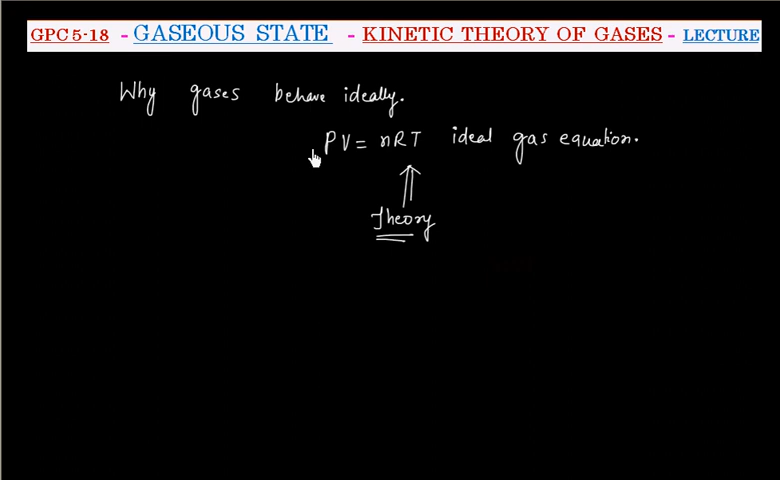 GPC 5-18 - GASEOUS STATE - KINETIC THEORY OF GASES - LECTURE
Why gases behave ideally.
PV = nRT ideal gas equation.
Theory